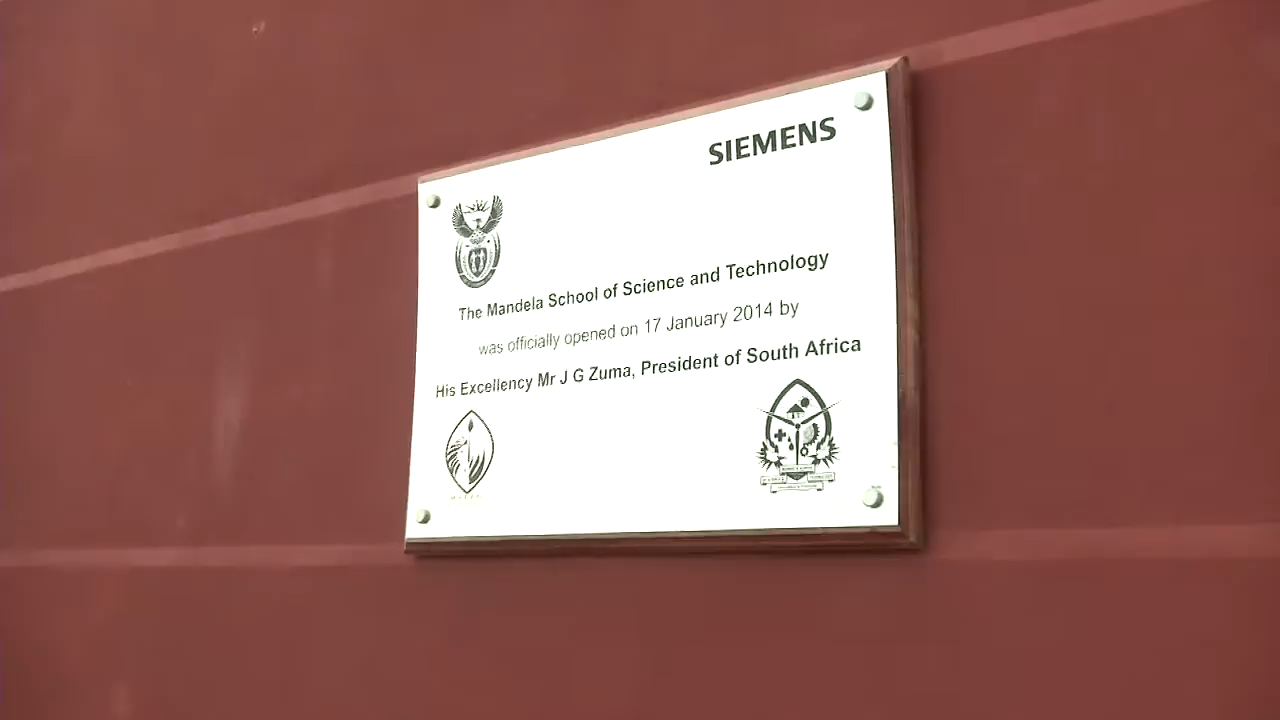 SIEMENS
The Mandela School of Science and Technology
was officially opened on 17 January 2014 by
His Excellency Mr J G Zuma, President of South Africa